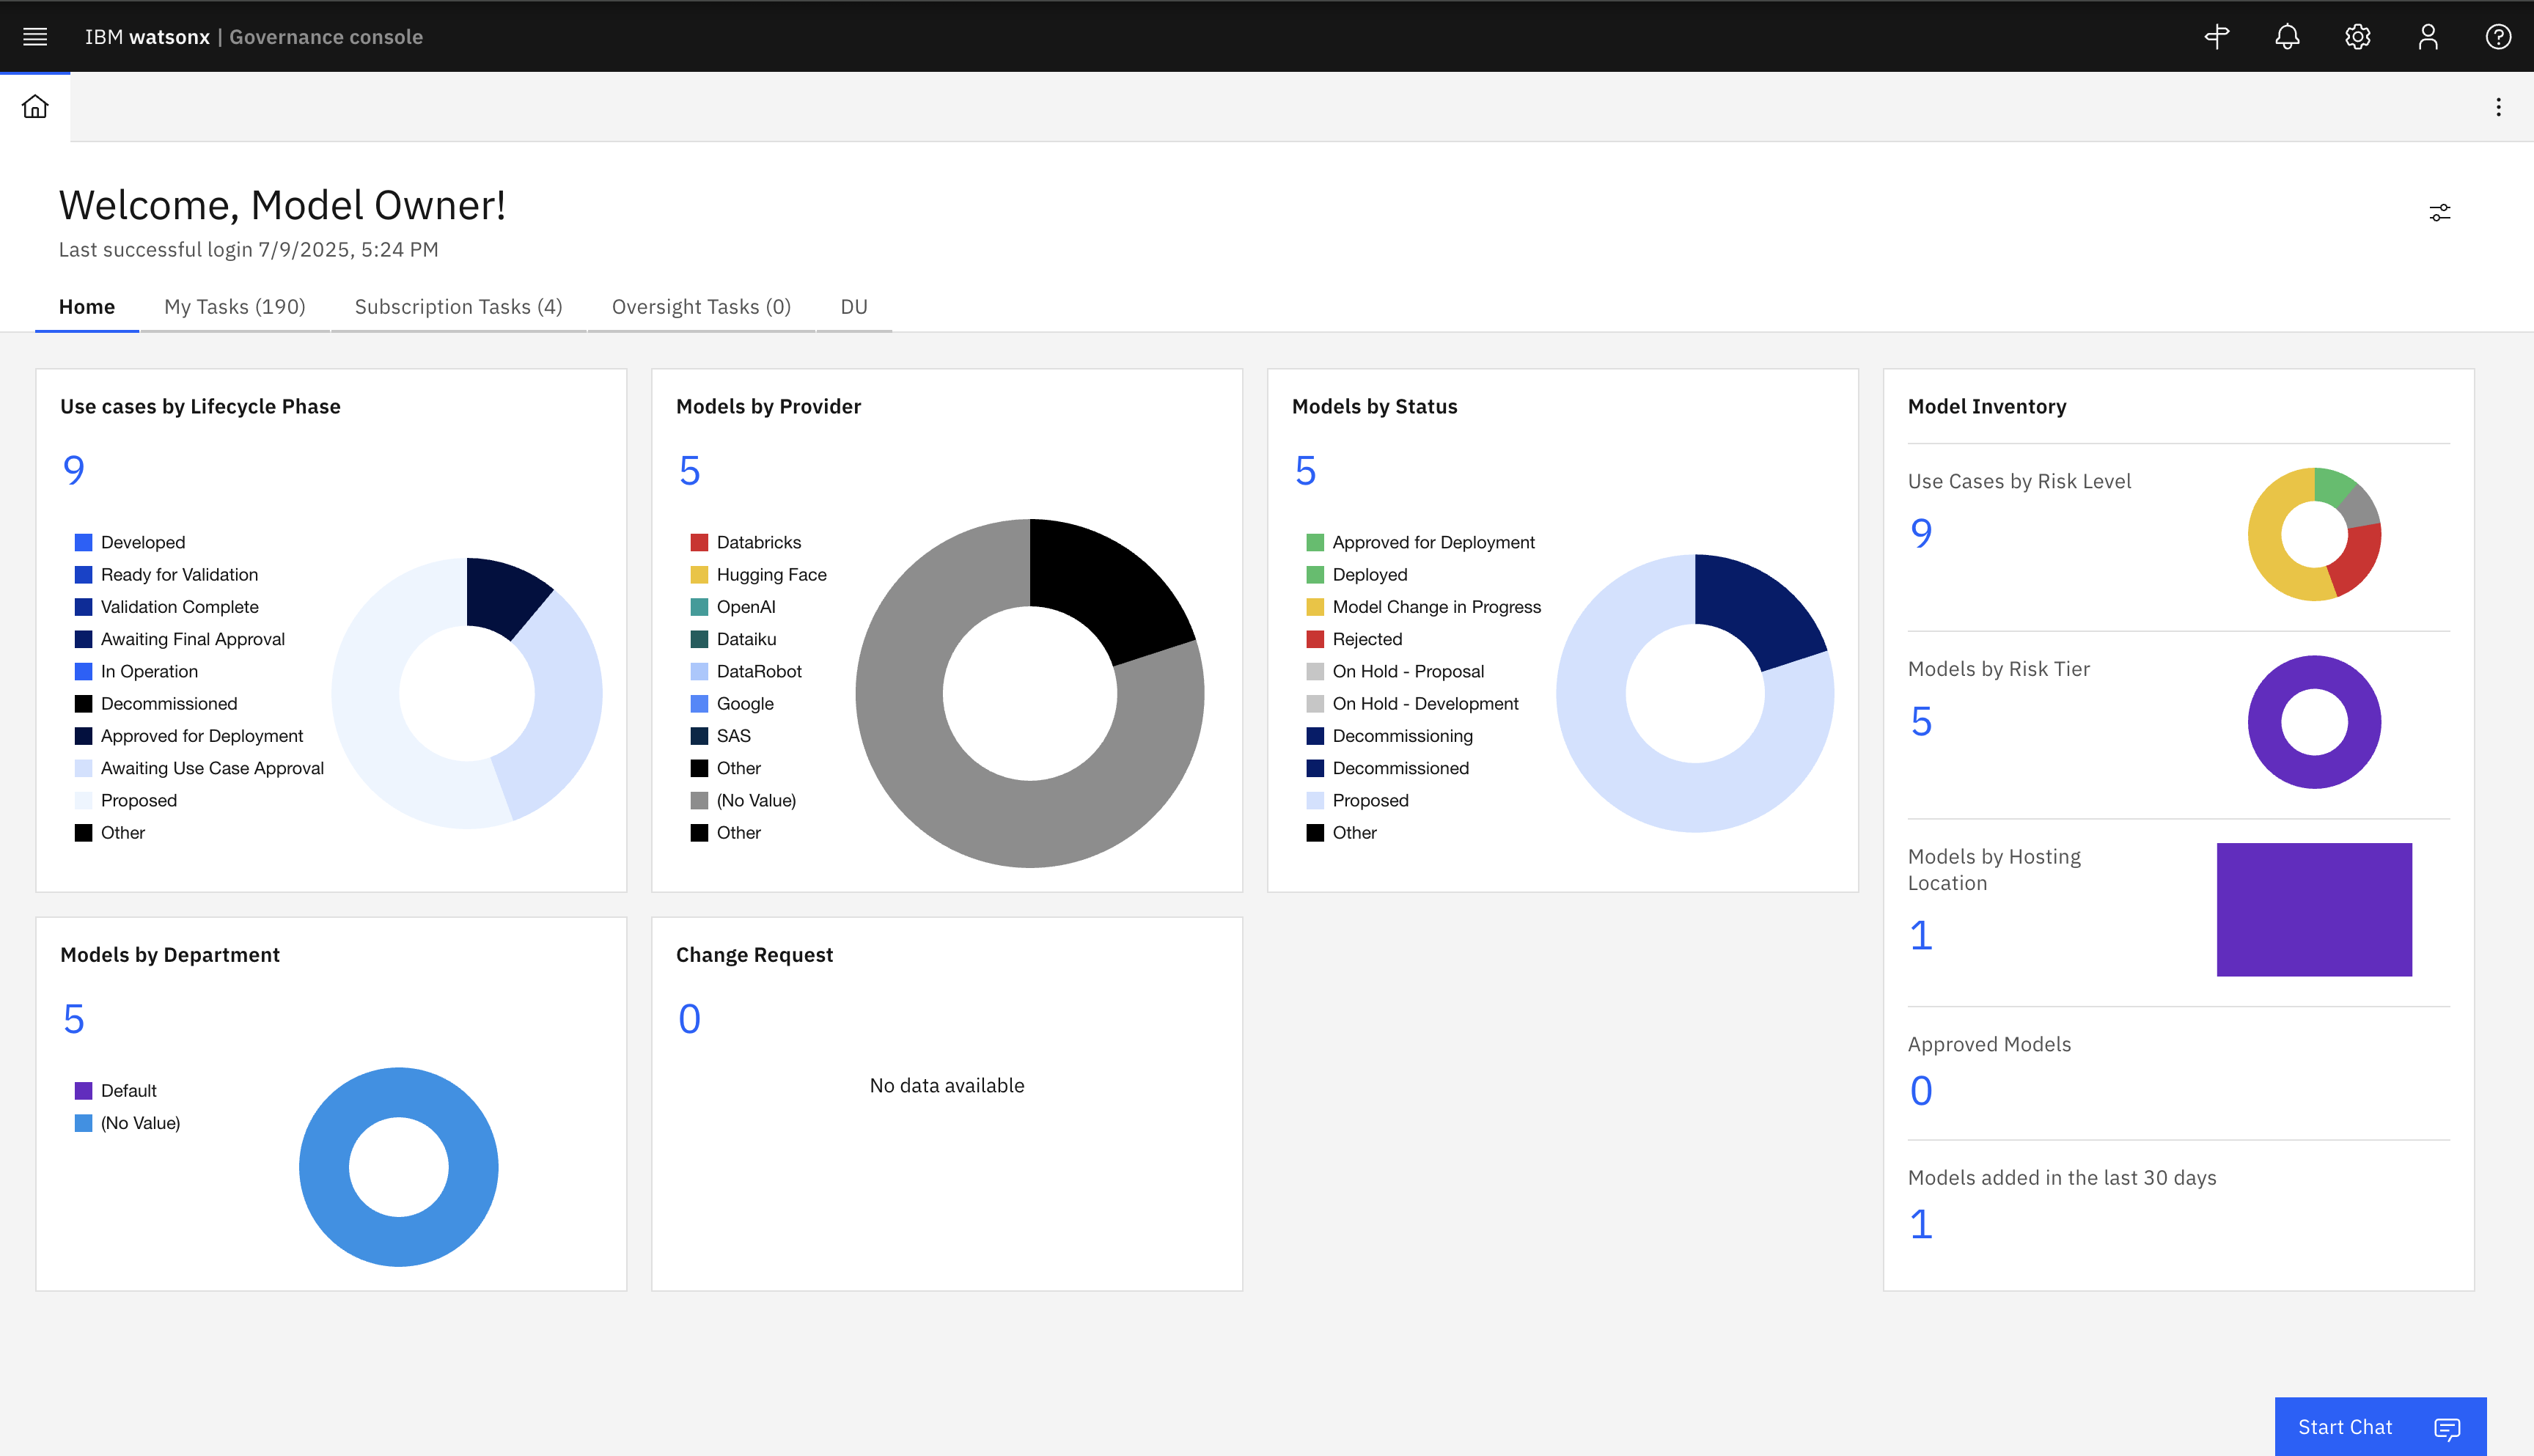 IBM watsonx | Governance console
Welcome, Model Owner!
Last successful login 7/9/2025, 5:24 PM
Home
My Tasks (190)
Subscription Tasks (4)
Oversight Tasks (0)
DU
Use cases by Lifecycle Phase
9
Developed
Ready for Validation
Validation Complete
Awaiting Final Approval
In Operation
Decommissioned
Approved for Deployment
Awaiting Use Case Approval
Proposed
Other
Models by Provider
5
Databricks
Hugging Face
OpenAI
Dataiku
DataRobot
Google
SAS
Other
(No Value)
Other
Models by Status
5
Approved for Deployment
Deployed
Model Change in Progress
Rejected
On Hold - Proposal
On Hold - Development
Decommissioning
Decommissioned
Proposed
Other
Model Inventory
Use Cases by Risk Level
9
Models by Risk Tier
5
Models by Hosting
Location
1
Approved Models
0
Models added in the last 30 days
1
Models by Department
5
Default
(No Value)
Change Request
0
No data available
Start Chat